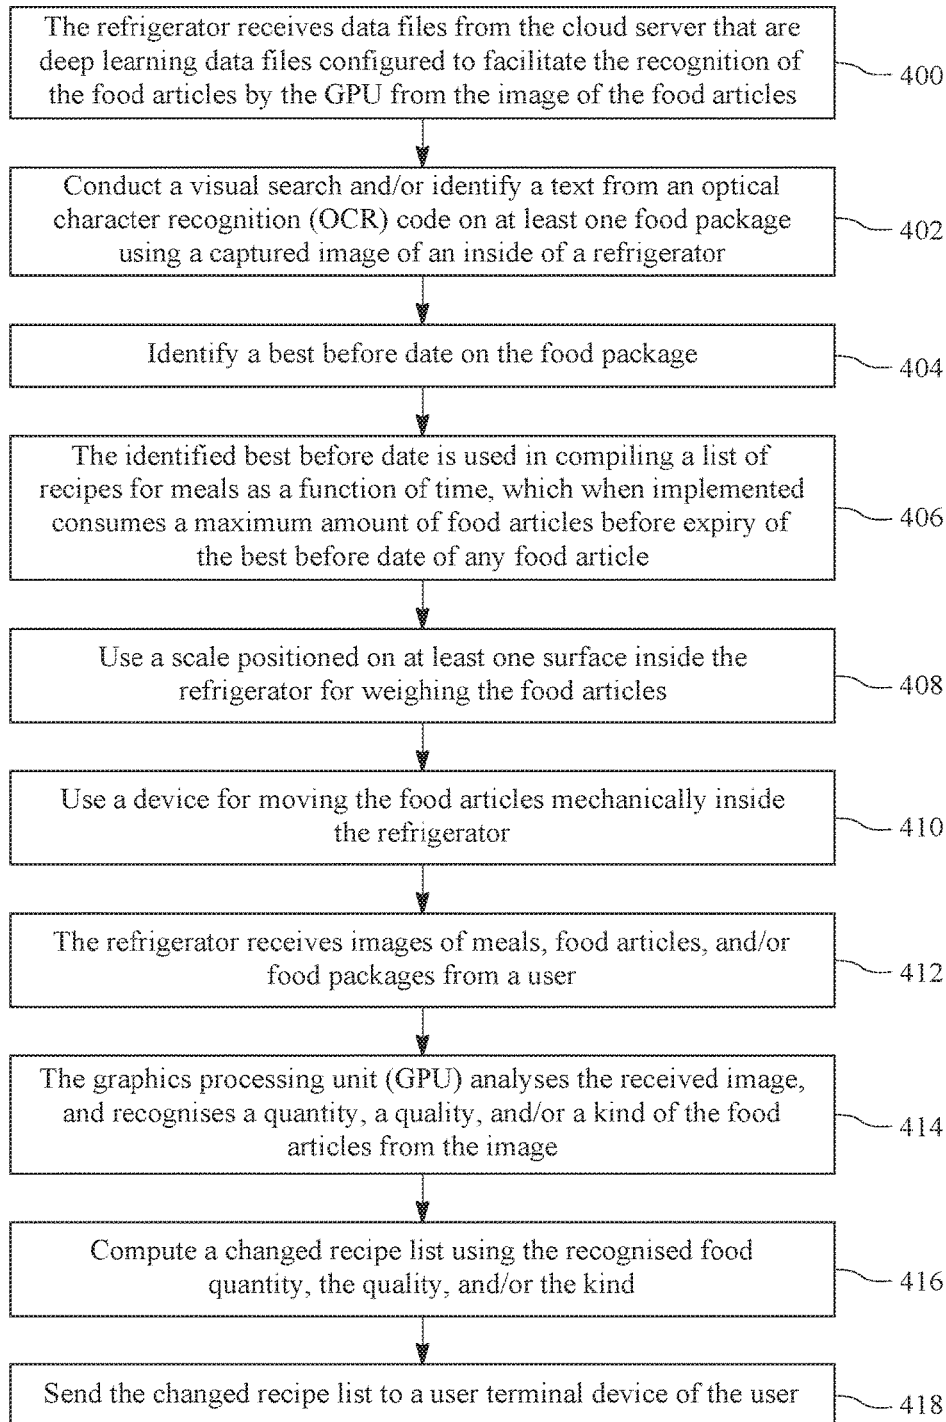 The refrigerator receives data files from the cloud server that are
deep learning data files configured to facilitate the recognition of
the food articles by the GPU from the image of the food articles
400
Conduct a visual search and/or identify a text from an optical
character recognition (OCR) code on at least one food package
using a captured image of an inside of a refrigerator
402
Identify a best before date on the food package
404
The identified best before date is used in compiling a list of
recipes for meals as a function of time, which when implemented
consumes a maximum amount of food articles before expiry of
the best before date of any food article
406
Use a scale positioned on at least one surface inside the
refrigerator for weighing the food articles
408
Use a device for moving the food articles mechanically inside
the refrigerator
410
The refrigerator receives images of meals, food articles, and/or
food packages from a user
412
The graphics processing unit (GPU) analyses the received image,
and recognises a quantity, a quality, and/or a kind of the food
articles from the image
414
Compute a changed recipe list using the recognised food
quantity, the quality, and/or the kind
416
Send the changed recipe list to a user terminal device of the user
418